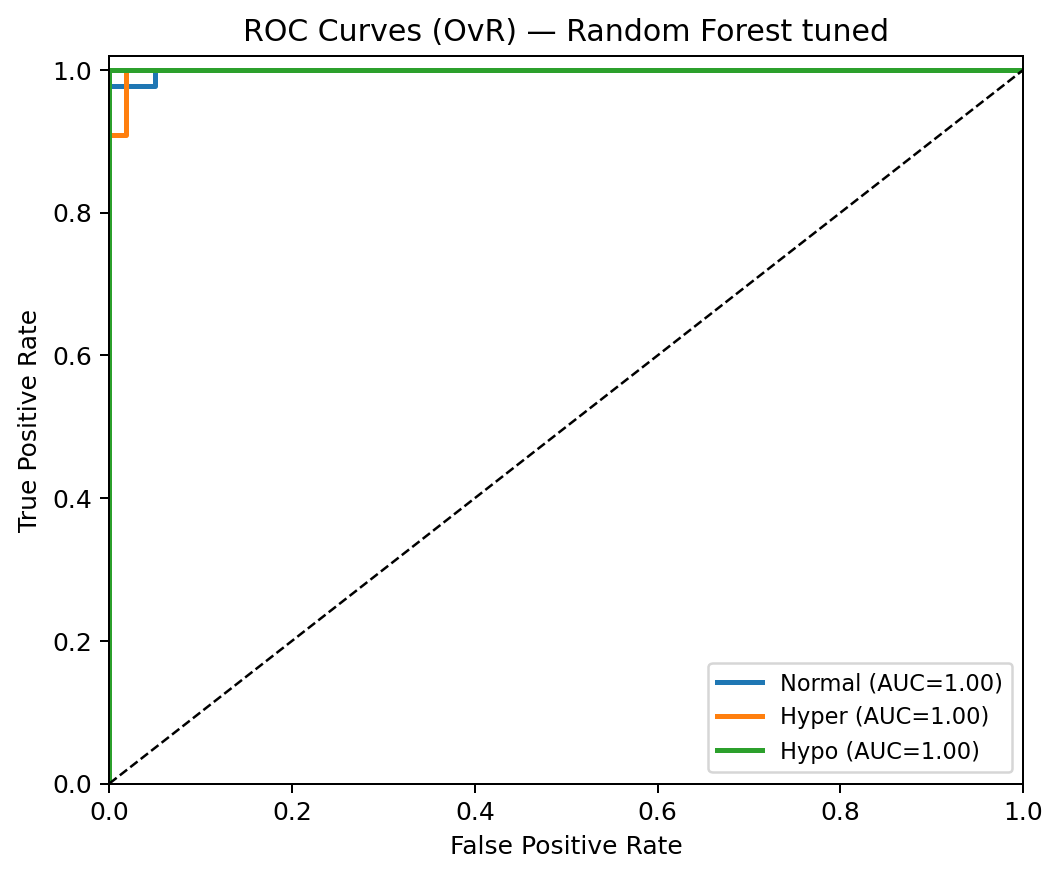 ROC Curves (OvR) — Random Forest tuned
1.0
0.8
0.6
0.4
0.2
0.0
True Positive Rate
Normal (AUC=1.00)
Hyper (AUC=1.00)
Hypo (AUC=1.00)
0.0 0.2 0.4 0.6 0.8 1.0
False Positive Rate